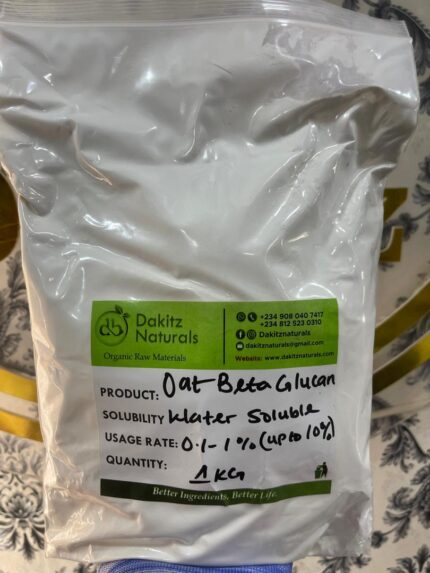 db
Dakitz
Naturals
Organic Raw Materials
+234 908 040 7417
+234 812 523 0310
dakitznaturals
dakitznaturals@gmail.com
Website: www.dakitznaturals.com
PRODUCT: Oat Beta Glucan
SOLUBILITY Water Soluble
USAGE RATE: 0.1-1% (up to 10%)
QUANTITY: 1KG
Better Ingredients, Better Life.